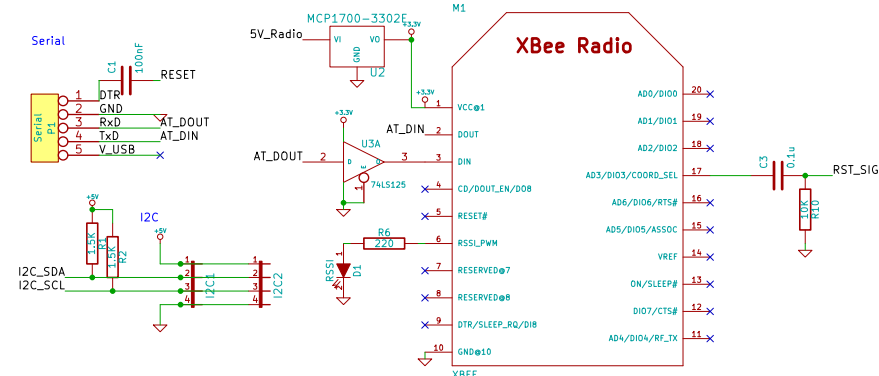 Serial
C1
100nF
RESET
1
DTR
2
GND
3
RxD
AT_DOUT
4
TxD
AT_DIN
5
V_USB
Serial
P1
I2C
+5V
+5V
1.5K
R1
1.5K
R2
I2C_SDA
I2C_SCL
1
2
3
4
I2C1
1
2
3
4
I2C2
MCP1700-3302E
5V_Radio
VI
VO
GND
U2
+3.3V
+3.3V
+3.3V
U3A
AT_DOUT
2
D
E
O
3
1
74LS125
AT_DIN
R6
220
RSSI
1
2
D1
M1
XBee Radio
1
VCC@1
2
DOUT
3
DIN
4
CD/DOUT_EN/DO8
5
RESET#
6
RSSI_PWM
7
RESERVED@7
8
RESERVED@8
9
DTR/SLEEP_RQ/DI8
10
GND@10
AD0/DIO0
20
AD1/DIO1
19
AD2/DIO2
18
AD3/DIO3/COORD_SEL
17
AD6/DIO6/RTS#
16
AD5/DIO5/ASSOC
15
VREF
14
ON/SLEEP#
13
DIO7/CTS#
12
AD4/DIO4/RF_TX
11
XBEE
C3
0.1u
RST_SIG
10K
R10